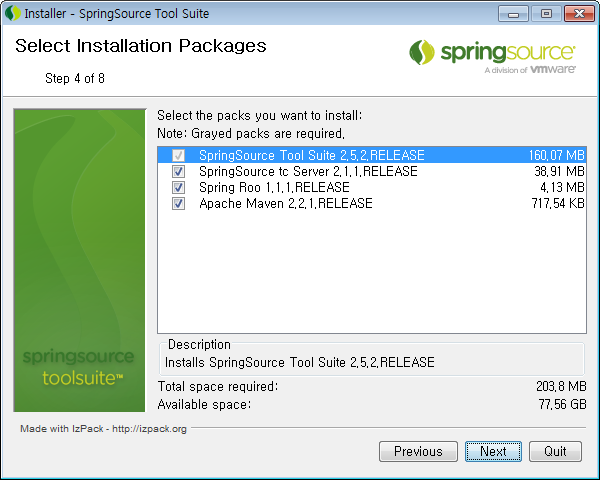 Installer - SpringSource Tool Suite
Select Installation Packages
Step 4 of 8
springsource
A division of vmware
Select the packs you want to install:
Note: Grayed packs are required.
SpringSource Tool Suite 2.5.2.RELEASE 160.07 MB
SpringSource tc Server 2.1.1.RELEASE 38.91 MB
Spring Roo 1.1.1.RELEASE 4.13 MB
Apache Maven 2.2.1.RELEASE 717.54 KB
springsource
toolsuite™
Description
Installs SpringSource Tool Suite 2.5.2.RELEASE
Total space required: 203.8 MB
Available space: 77.56 GB
Made with IzPack - http://izpack.org
Previous Next Quit